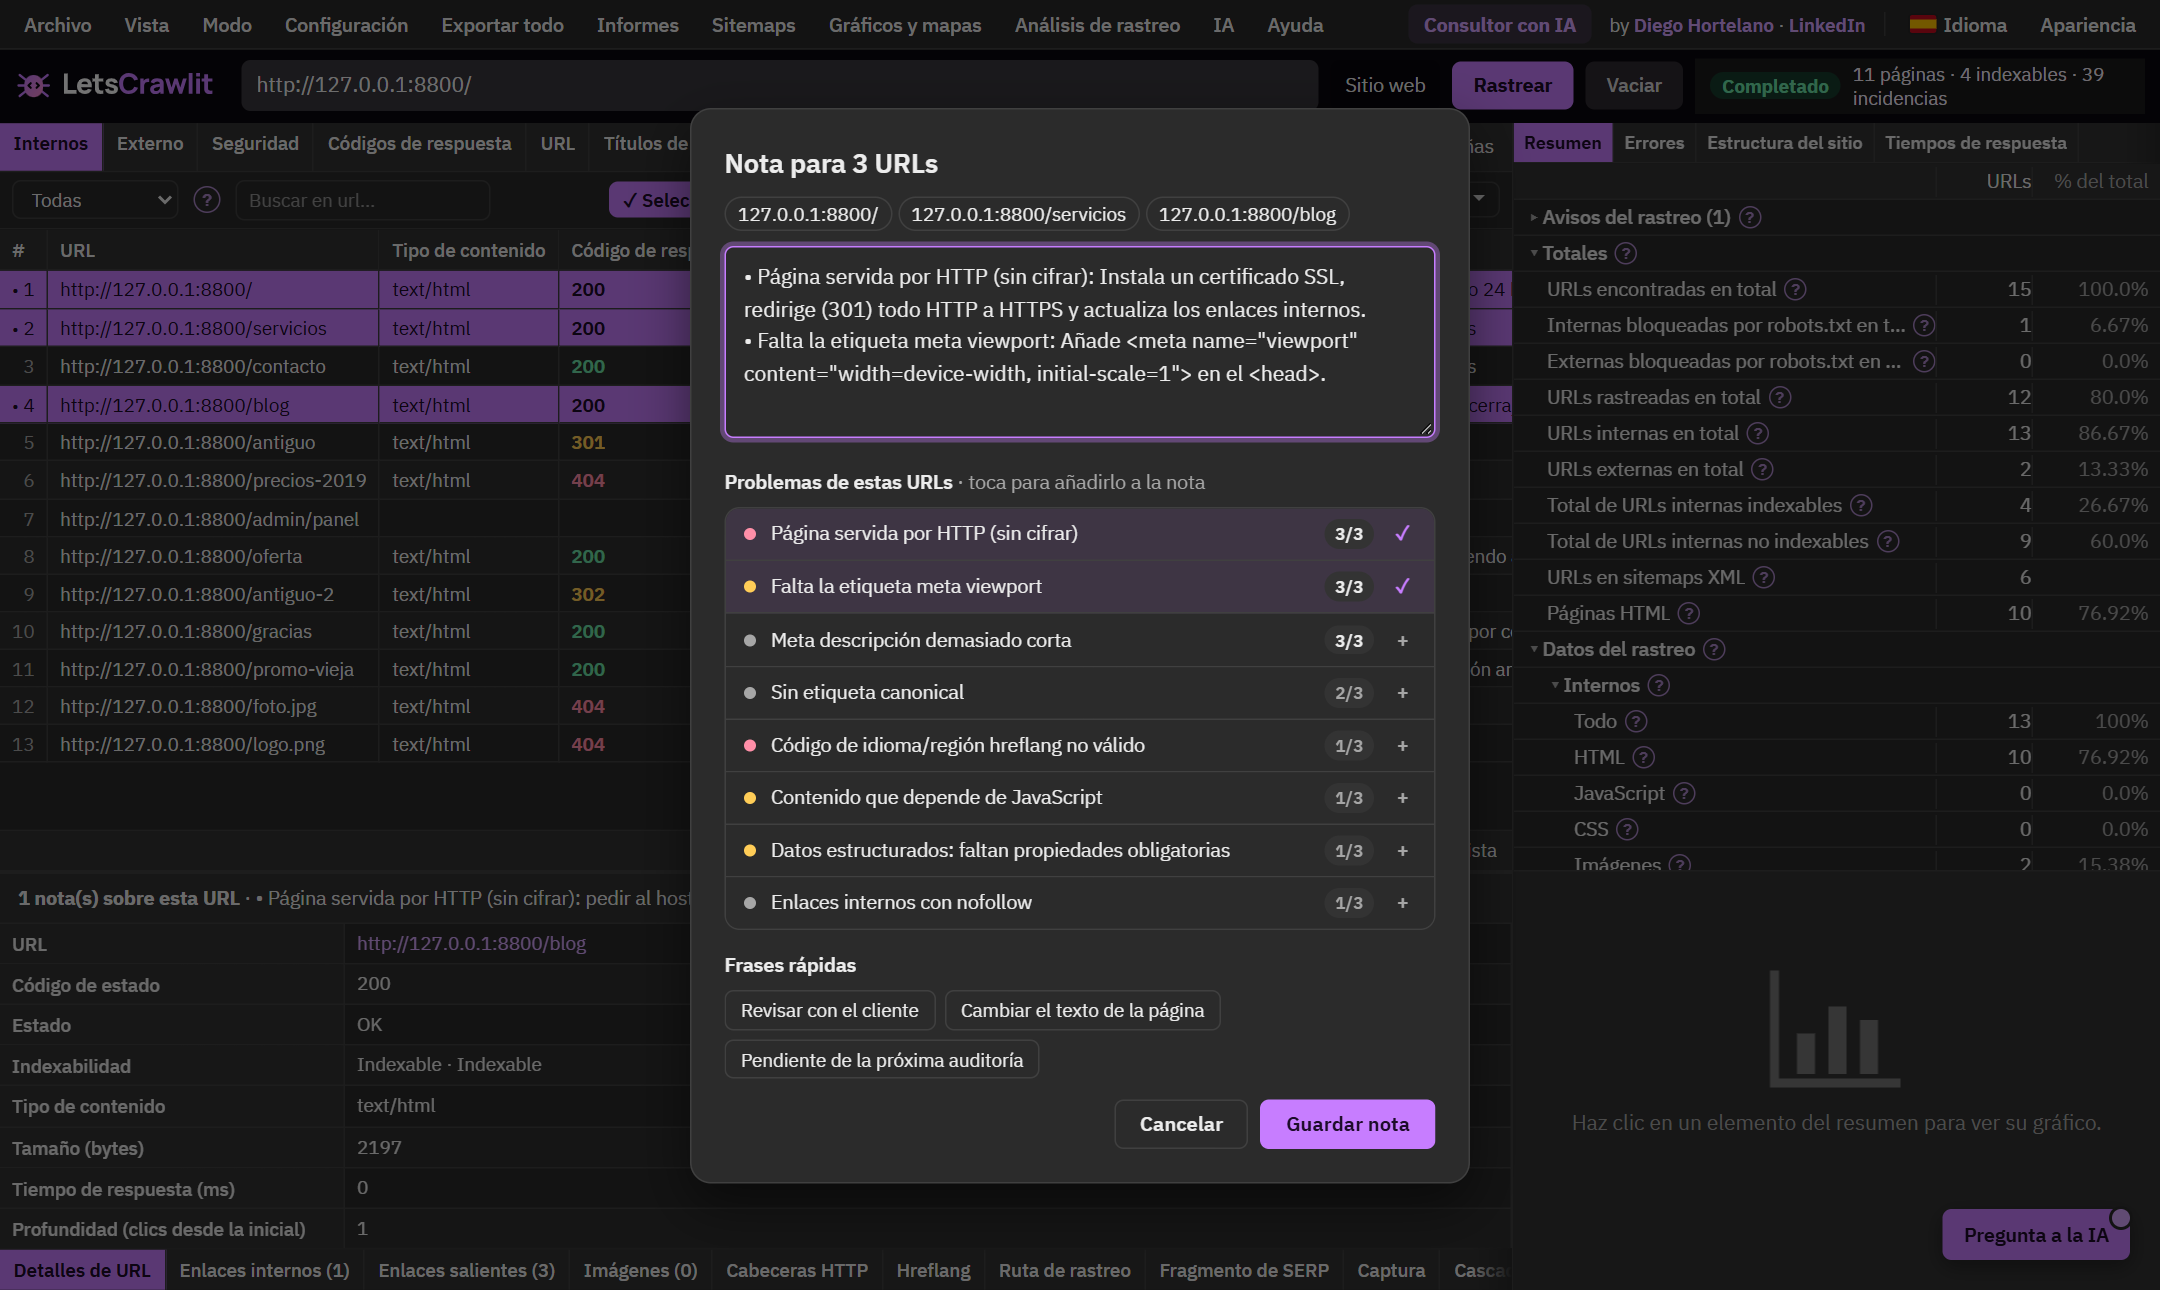 Archivo Vista Modo Configuración Exportar todo Informes Sitemaps Gráficos y mapas Análisis de rastreo IA Ayuda Consultor con IA by Diego Hortelano · LinkedIn Idioma Apariencia
LetsCrawlit http://127.0.0.1:8800/ Sitio web Rastrear Vaciar Completado 11 páginas · 4 indexables · 39 incidencias
Internos Externo Seguridad Códigos de respuesta URL Títulos de
Todas ? Buscar en url... ✓ Selec
# URL Tipo de contenido Código de resp
• 1 http://127.0.0.1:8800/ text/html 200
• 2 http://127.0.0.1:8800/servicios text/html 200
3 http://127.0.0.1:8800/contacto text/html 200
• 4 http://127.0.0.1:8800/blog text/html 200
5 http://127.0.0.1:8800/antiguo text/html 301
6 http://127.0.0.1:8800/precios-2019 text/html 404
7 http://127.0.0.1:8800/admin/panel
8 http://127.0.0.1:8800/oferta text/html 200
9 http://127.0.0.1:8800/antiguo-2 text/html 302
10 http://127.0.0.1:8800/gracias text/html 200
11 http://127.0.0.1:8800/promo-vieja text/html 200
12 http://127.0.0.1:8800/foto.jpg text/html 404
13 http://127.0.0.1:8800/logo.png text/html 404
Nota para 3 URLs
127.0.0.1:8800/ 127.0.0.1:8800/servicios 127.0.0.1:8800/blog
• Página servida por HTTP (sin cifrar): Instala un certificado SSL,
redirige (301) todo HTTP a HTTPS y actualiza los enlaces internos.
• Falta la etiqueta meta viewport: Añade <meta name="viewport"
content="width=device-width, initial-scale=1"> en el <head>.
Problemas de estas URLs · toca para añadirlo a la nota
Página servida por HTTP (sin cifrar) 3/3 ✓
Falta la etiqueta meta viewport 3/3 ✓
Meta descripción demasiado corta 3/3 +
Sin etiqueta canonical 2/3 +
Código de idioma/región hreflang no válido 1/3 +
Contenido que depende de JavaScript 1/3 +
Datos estructurados: faltan propiedades obligatorias 1/3 +
Enlaces internos con nofollow 1/3 +
Frases rápidas
Revisar con el cliente Cambiar el texto de la página
Pendiente de la próxima auditoría
Cancelar Guardar nota
Resumen Errores Estructura del sitio Tiempos de respuesta
URLs % del total
Avisos del rastreo (1) ?
Totales ?
URLs encontradas en total ? 15 100.0%
Internas bloqueadas por robots.txt en t... ? 1 6.67%
Externas bloqueadas por robots.txt en ... ? 0 0.0%
URLs rastreadas en total ? 12 80.0%
URLs internas en total ? 13 86.67%
URLs externas en total ? 2 13.33%
Total de URLs internas indexables ? 4 26.67%
Total de URLs internas no indexables ? 9 60.0%
URLs en sitemaps XML ? 6
Páginas HTML ? 10 76.92%
Datos del rastreo ?
Internos ?
Todo ? 13 100%
HTML ? 10 76.92%
JavaScript ? 0 0.0%
CSS ? 0 0.0%
Imágenes ? 2 15.38%
1 nota(s) sobre esta URL · • Página servida por HTTP (sin cifrar): pedir al host
URL http://127.0.0.1:8800/blog
Código de estado 200
Estado OK
Indexabilidad Indexable · Indexable
Tipo de contenido text/html
Tamaño (bytes) 2197
Tiempo de respuesta (ms) 0
Profundidad (clics desde la inicial) 1
Haz clic en un elemento del resumen para ver su gráfico.
Pregunta a la IA
Detalles de URL Enlaces internos (1) Enlaces salientes (3) Imágenes (0) Cabeceras HTTP Hreflang Ruta de rastreo Fragmento de SERP Captura Casca